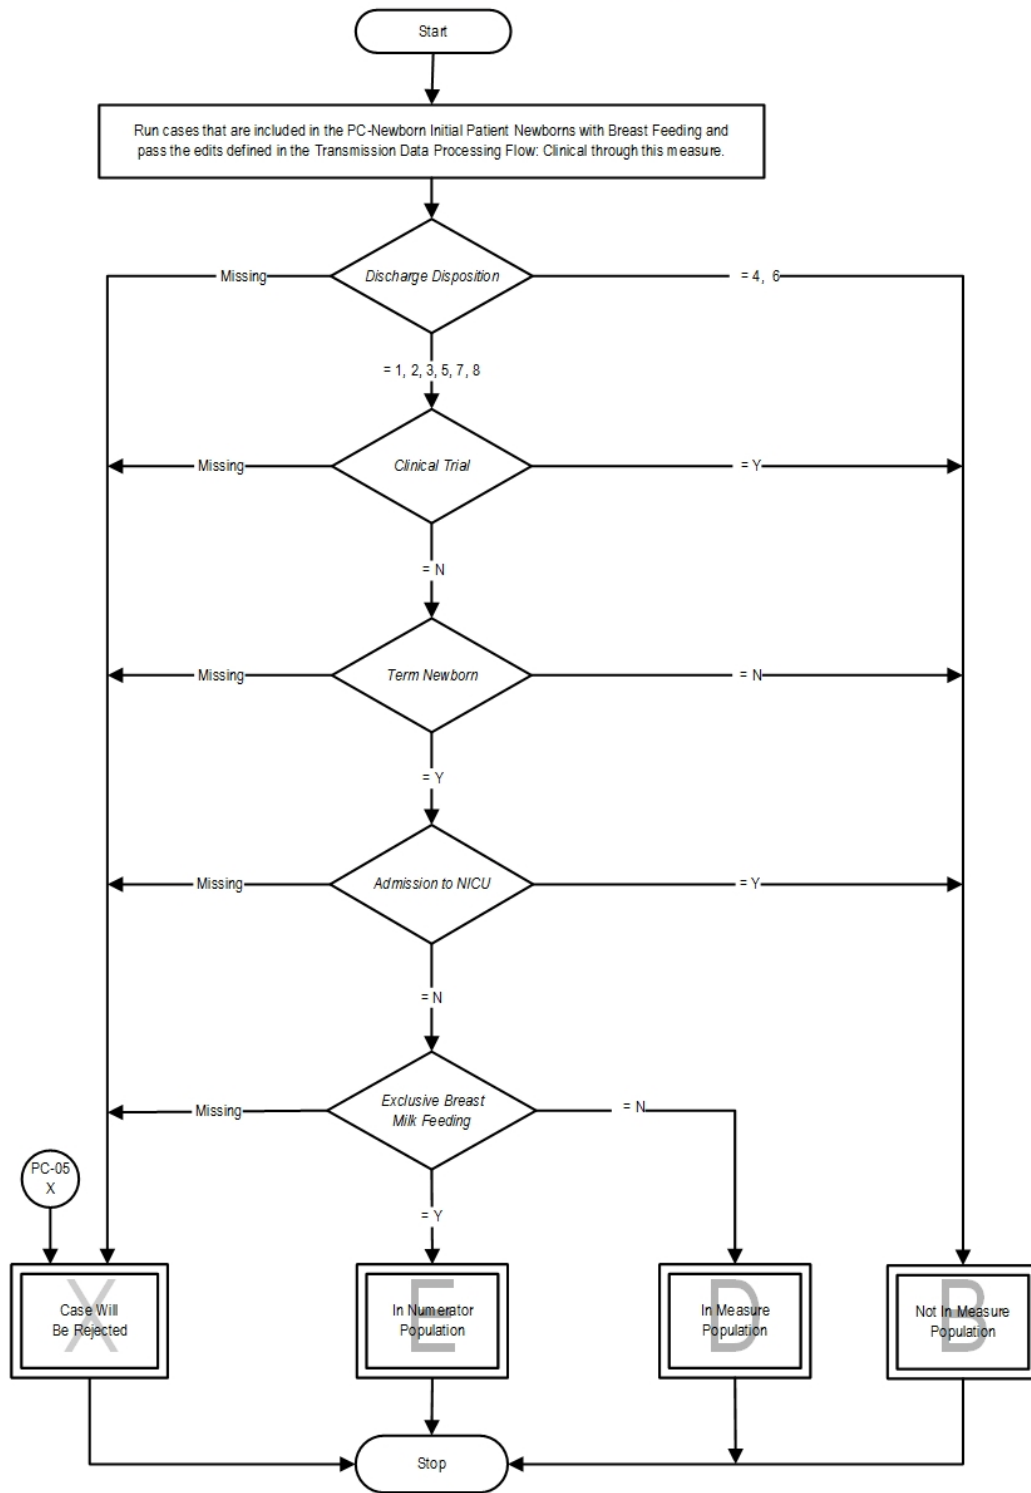 Start
Run cases that are included in the PC-Newborn Initial Patient Newborns with Breast Feeding and
pass the edits defined in the Transmission Data Processing Flow: Clinical through this measure.
Missing
Discharge Disposition
= 4, 6
= 1, 2, 3, 5, 7, 8
Missing
Clinical Trial
= Y
= N
Missing
Term Newborn
= N
= Y
Missing
Admission to NICU
= Y
= N
Missing
Exclusive Breast
Milk Feeding
= N
PC-05
X
= Y
X
Case Will
Be Rejected
E
In Numerator
Population
D
In Measure
Population
B
Not In Measure
Population
Stop